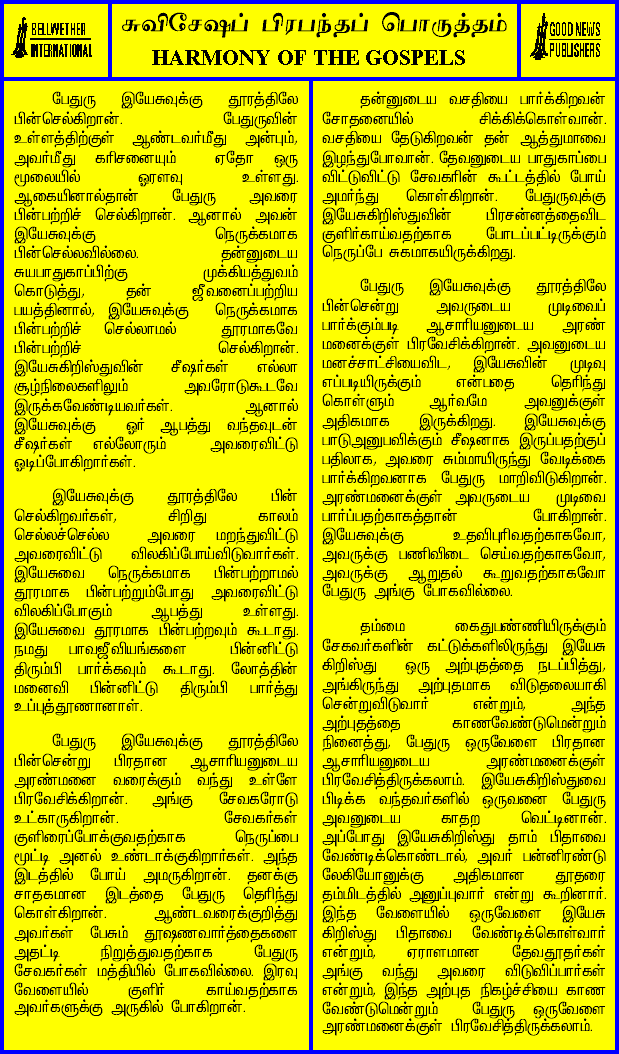 BELLWETHER
INTERNATIONAL
சுவிசேஷப் பிரபந்தப் பொருத்தம்
HARMONY OF THE GOSPELS
GOOD NEWS
PUBLISHERS
பேதுரு இயேசுவுக்கு தூரத்திலே
பின்செல்கிறான். பேதுருவின்
உள்ளத்திற்குள் ஆண்டவர்மீது அன்பும்,
அவர்மீது கரிசனையும் ஏதோ ஒரு
மூலையில் ஓரளவு உள்ளது.
ஆகையினால்தான் பேதுரு அவரை
பின்பற்றிச் செல்கிறான். ஆனால் அவன்
இயேசுவுக்கு நெருக்கமாக
பின்செல்லவில்லை. தன்னுடைய
சுயபாதுகாப்பிற்கு முக்கியத்துவம்
கொடுத்து, தன் ஜீவனைப்பற்றிய
பயத்தினால், இயேசுவுக்கு நெருக்கமாக
பின்பற்றிச் செல்லாமல் தூரமாகவே
பின்பற்றிச் செல்கிறான்.
இயேசுகிறிஸ்துவின் சீஷர்கள் எல்லா
சூழ்நிலைகளிலும் அவரோடுகூடவே
இருக்கவேண்டியவர்கள். ஆனால்
இயேசுவுக்கு ஓர் ஆபத்து வந்தவுடன்
சீஷர்கள் எல்லோரும் அவரைவிட்டு
ஓடிப்போகிறார்கள்.
இயேசுவுக்கு தூரத்திலே பின்
செல்கிறவர்கள், சிறிது காலம்
செல்லச்செல்ல அவரை மறந்துவிட்டு
அவரைவிட்டு விலகிப்போய்விடுவார்கள்.
இயேசுவை நெருக்கமாக பின்பற்றாமல்
தூரமாக பின்பற்றும்போது அவரைவிட்டு
விலகிப்போகும் ஆபத்து உள்ளது.
இயேசுவை தூரமாக பின்பற்றவும் கூடாது.
நமது பாவஜீவியங்களை பின்னிட்டு
திரும்பி பார்க்கவும் கூடாது. லோத்தின்
மனைவி பின்னிட்டு திரும்பி பார்த்து
உப்புத்தூணானாள்.
பேதுரு இயேசுவுக்கு தூரத்திலே
பின்சென்று பிரதான ஆசாரியனுடைய
அரண்மனை வரைக்கும் வந்து உள்ளே
பிரவேசிக்கிறான். அங்கு சேவகரோடு
உட்காருகிறான். சேவகர்கள்
குளிரைப்போக்குவதற்காக நெருப்பை
மூட்டி அனல் உண்டாக்குகிறார்கள். அந்த
இடத்தில் போய் அமருகிறான். தனக்கு
சாதகமான இடத்தை பேதுரு தெரிந்து
கொள்கிறான். ஆண்டவரைக்குறித்து
அவர்கள் பேசும் தூஷணவார்த்தைகளை
அதட்டி நிறுத்துவதற்காக பேதுரு
சேவகர்கள் மத்தியில் போகவில்லை. இரவு
வேளையில் குளிர் காய்வதற்காக
அவர்களுக்கு அருகில் போகிறான்.
தன்னுடைய வசதியை பார்க்கிறவன்
சோதனையில் சிக்கிக்கொள்வான்.
வசதியை தேடுகிறவன் தன் ஆத்துமாவை
இழந்துபோவான். தேவனுடைய பாதுகாப்பை
விட்டுவிட்டு சேவகரின் கூட்டத்தில் போய்
அமர்ந்து கொள்கிறான். பேதுருவுக்கு
இயேசுகிறிஸ்துவின் பிரசன்னத்தைவிட
குளிர்காய்வதற்காக போடப்பட்டிருக்கும்
நெருப்பே சுகமாகயிருக்கிறது.
பேதுரு இயேசுவுக்கு தூரத்திலே
பின்சென்று அவருடைய முடிவைப்
பார்க்கும்படி ஆசாரியனுடைய அரண்
மனைக்குள் பிரவேசிக்கிறான். அவனுடைய
மனச்சாட்சியைவிட, இயேசுவின் முடிவு
எப்படியிருக்கும் என்பதை தெரிந்து
கொள்ளும் ஆர்வமே அவனுக்குள்
அதிகமாக இருக்கிறது. இயேசுவுக்கு
பாடுஅனுபவிக்கும் சீஷனாக இருப்பதற்குப்
பதிலாக, அவரை சும்மாயிருந்து வேடிக்கை
பார்க்கிறவனாக பேதுரு மாறிவிடுகிறான்.
அரண்மனைக்குள் அவருடைய முடிவை
பார்ப்பதற்காகத்தான் போகிறான்.
இயேசுவுக்கு உதவிபுரிவதற்காகவோ,
அவருக்கு பணிவிடை செய்வதற்காகவோ,
அவருக்கு ஆறுதல் கூறுவதற்காகவோ
பேதுரு அங்கு போகவில்லை.
தம்மை கைதுபண்ணியிருக்கும்
சேகவர்களின் கட்டுக்களிலிருந்து இயேசு
கிறிஸ்து ஒரு அற்புதத்தை நடப்பித்து,
அங்கிருந்து அற்புதமாக விடுதலையாகி
சென்றுவிடுவார் என்றும், அந்த
அற்புதத்தை காணவேண்டுமென்றும்
நினைத்து, பேதுரு ஒருவேளை பிரதான
ஆசாரியனுடைய அரண்மனைக்குள்
பிரவேசித்திருக்கலாம். இயேசுகிறிஸ்துவை
பிடிக்க வந்தவர்களில் ஒருவனை பேதுரு
அவனுடைய காதற வெட்டினான்.
அப்போது இயேசுகிறிஸ்து தாம் பிதாவை
வேண்டிக்கொண்டால், அவர் பன்னிரண்டு
லேகியோனுக்கு அதிகமான தூதரை
தம்மிடத்தில் அனுப்புவார் என்று கூறினார்.
இந்த வேளையில் ஒருவேளை இயேசு
கிறிஸ்து பிதாவை வேண்டிக்கொள்வார்
என்றும், ஏராளமான தேவதூதர்கள்
அங்கு வந்து அவரை விடுவிப்பார்கள்
என்றும், இந்த அற்புத நிகழ்ச்சியை காண
வேண்டுமென்றும் பேதுரு ஒருவேளை
அரண்மனைக்குள் பிரவேசித்திருக்கலாம்.